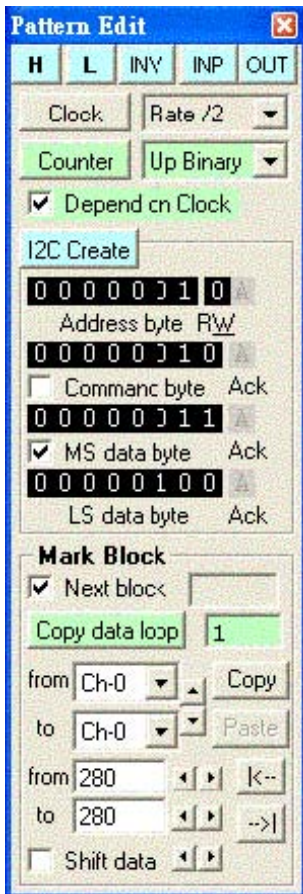 Pattern Edit
H L INV INP OUT
Clock Rate /2
Counter Up Binary
Depend on Clock
I2C Create
0 0 0 0 0 0 1 0 A
Address byte RW
0 0 0 0 0 0 1 0 A
Command byte Ack
0 0 0 0 0 0 1 1 A
MS data byte Ack
0 0 0 0 0 1 0 0 A
LS data byte Ack
Mark Block
Next block
Copy data loop 1
from Ch-0 Copy
to Ch-0 Paste
from 280 |<--
to 280 -->|
Shift data